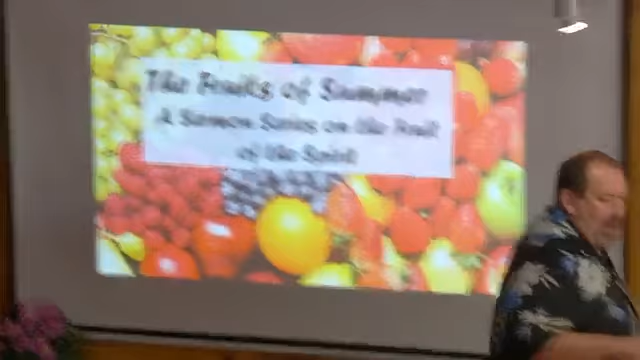 The Fruits of Summer
A Sermon Series on the Fruit
of the Spirit